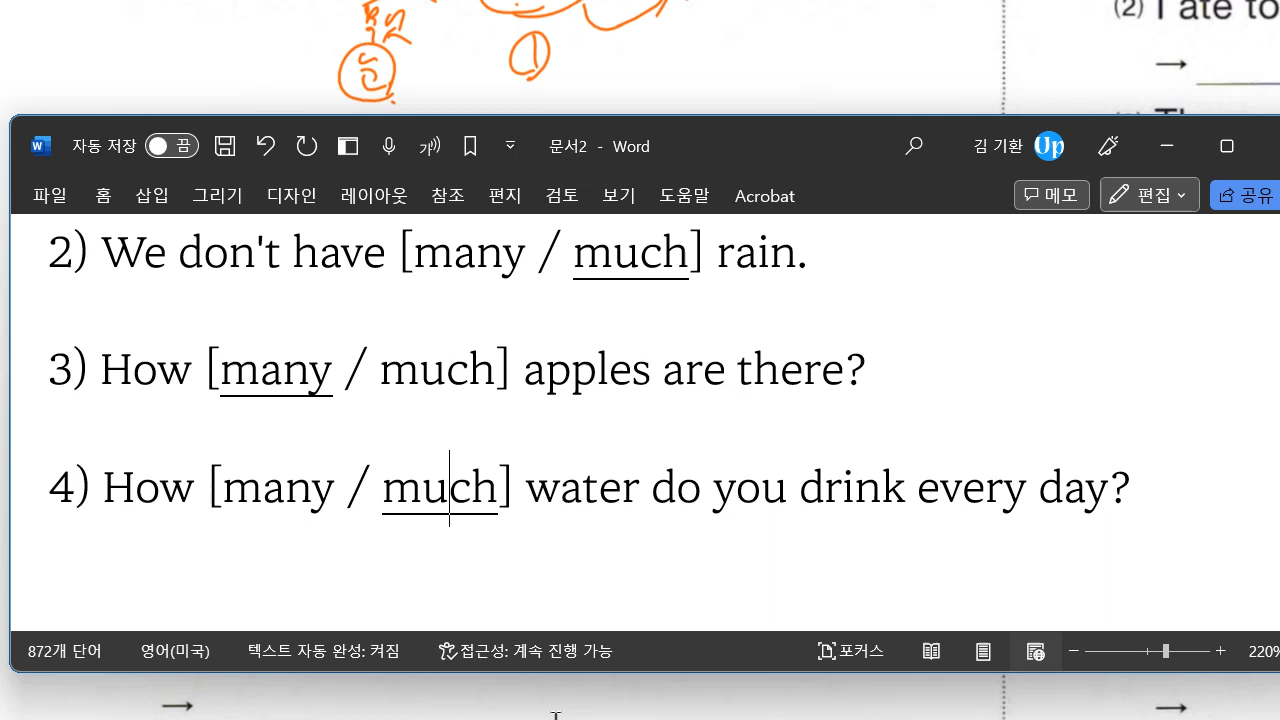 (2) I ate to
→
①
→
자동 저장 끔 가)) 문서2 - Word 김 기환 Up
파일 홈 삽입 그리기 디자인 레이아웃 참조 편지 검토 보기 도움말 Acrobat 메모 편집 공유
2) We don't have [many / much] rain.
3) How [many / much] apples are there?
4) How [many / much] water do you drink every day?
872개 단어 영어(미국) 텍스트 자동 완성: 켜짐 접근성: 계속 진행 가능 포커스 − + 220%
→ →